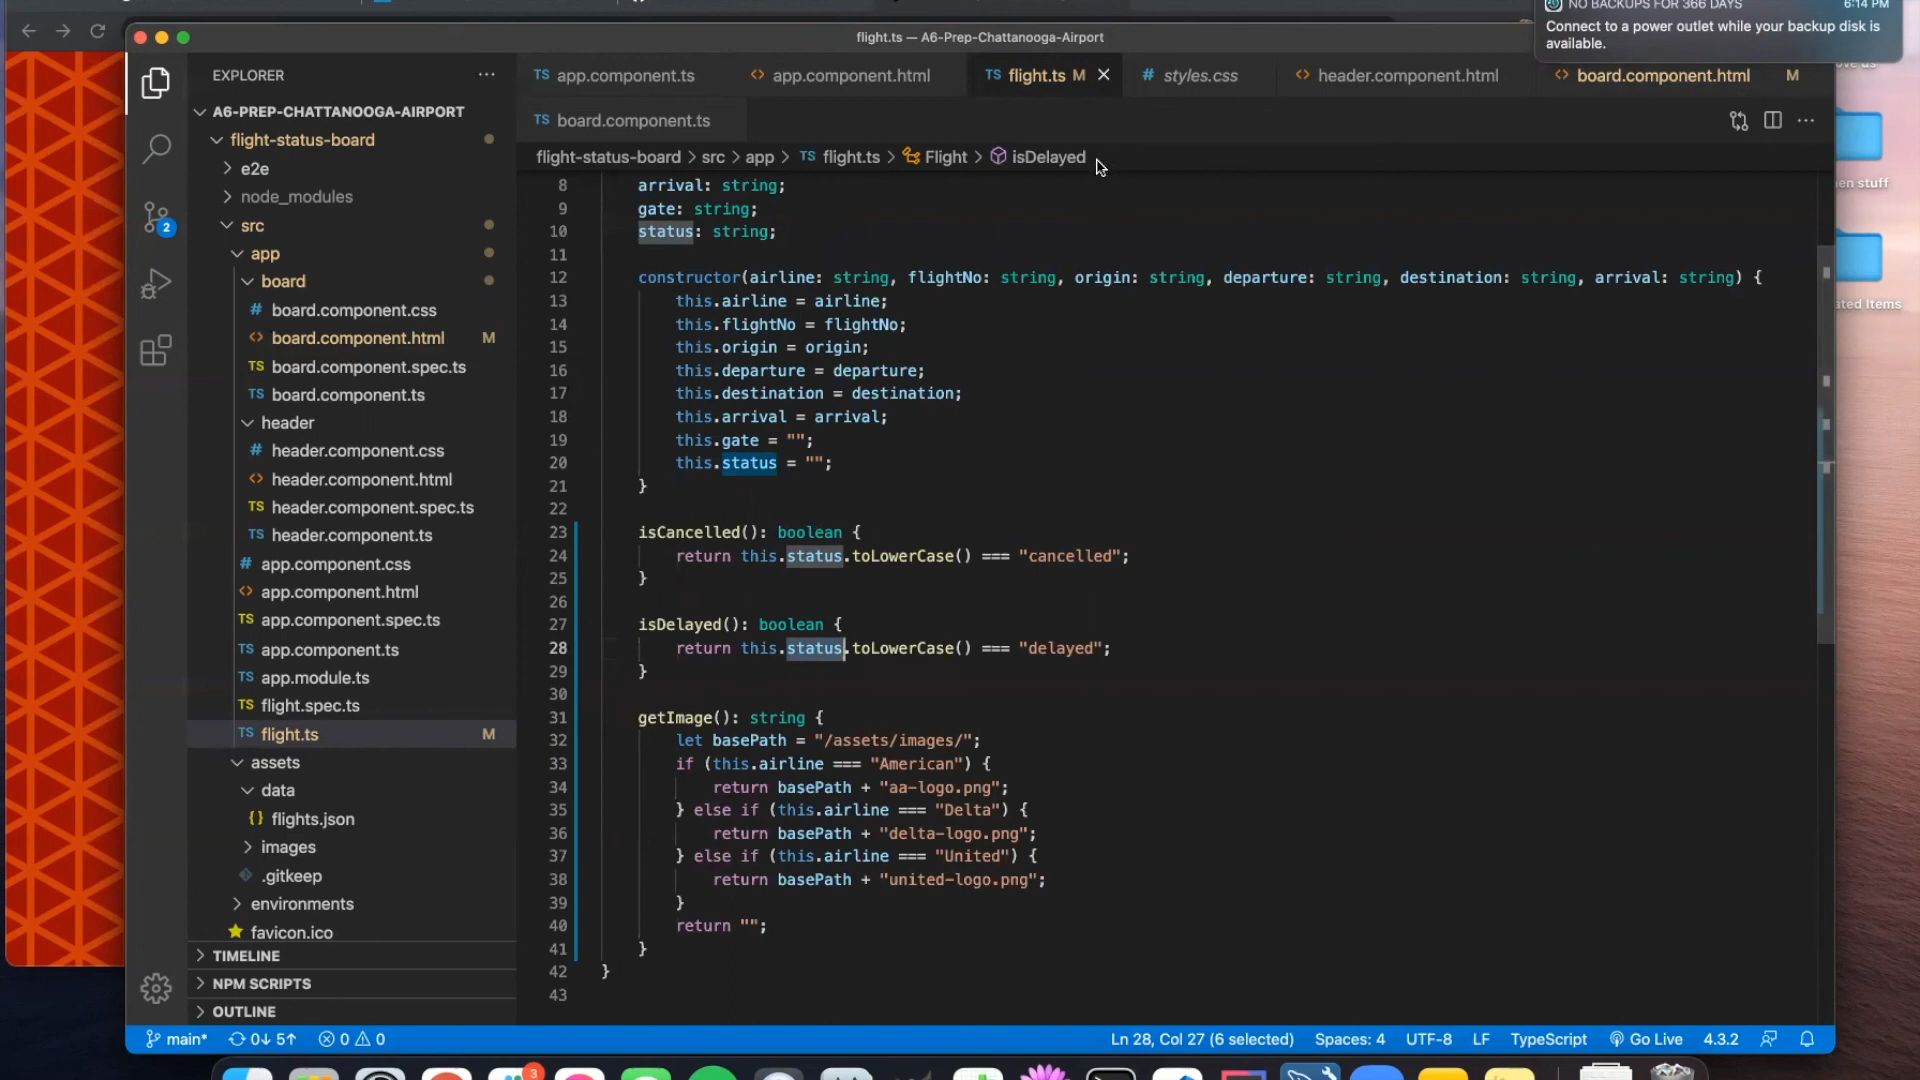 NO BACKUPS FOR 366 DAYS
6:14 PM
Connect to a power outlet while your backup disk is
available.
flight.ts — A6-Prep-Chattanooga-Airport
EXPLORER
A6-PREP-CHATTANOOGA-AIRPORT
flight-status-board
e2e
node_modules
src
app
board
board.component.css
board.component.html M
board.component.spec.ts
board.component.ts
header
header.component.css
header.component.html
header.component.spec.ts
header.component.ts
app.component.css
app.component.html
app.component.spec.ts
app.component.ts
app.module.ts
flight.spec.ts
flight.ts M
assets
data
flights.json
images
.gitkeep
environments
favicon.ico
TIMELINE
NPM SCRIPTS
OUTLINE
2
TS app.component.ts <> app.component.html TS flight.ts M # styles.css <> header.component.html <> board.component.html M
TS board.component.ts
flight-status-board > src > app > TS flight.ts > Flight > isDelayed
8 arrival: string;
9 gate: string;
10 status: string;
11
12 constructor(airline: string, flightNo: string, origin: string, departure: string, destination: string, arrival: string) {
13 this.airline = airline;
14 this.flightNo = flightNo;
15 this.origin = origin;
16 this.departure = departure;
17 this.destination = destination;
18 this.arrival = arrival;
19 this.gate = "";
20 this.status = "";
21 }
22
23 isCancelled(): boolean {
24 return this.status.toLowerCase() === "cancelled";
25 }
26
27 isDelayed(): boolean {
28 return this.status.toLowerCase() === "delayed";
29 }
30
31 getImage(): string {
32 let basePath = "/assets/images/";
33 if (this.airline === "American") {
34 return basePath + "aa-logo.png";
35 } else if (this.airline === "Delta") {
36 return basePath + "delta-logo.png";
37 } else if (this.airline === "United") {
38 return basePath + "united-logo.png";
39 }
40 return "";
41 }
42 }
43
main* 0↓ 5↑ 0 0 Ln 28, Col 27 (6 selected) Spaces: 4 UTF-8 LF TypeScript Go Live 4.3.2
3